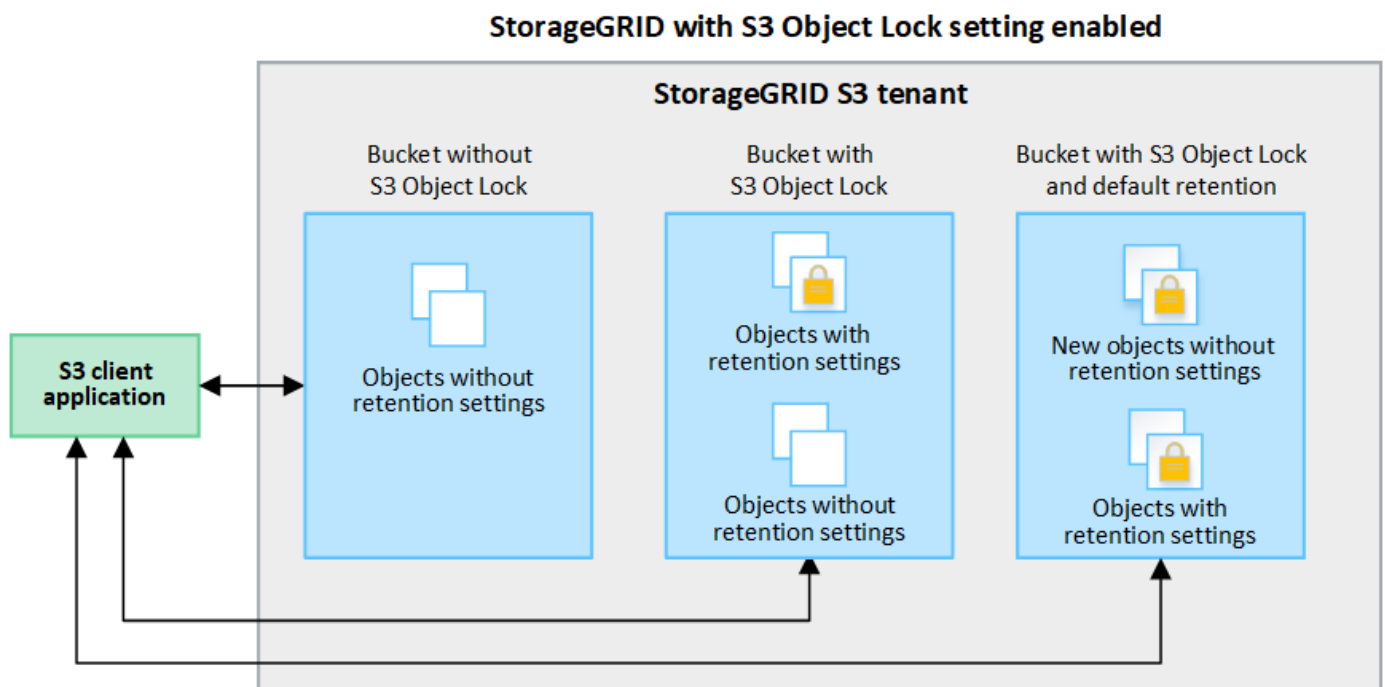 StorageGRID with S3 Object Lock setting enabled
StorageGRID S3 tenant
Bucket without
S3 Object Lock
Objects without
retention settings
Bucket with
S3 Object Lock
Objects with
retention settings
Objects without
retention settings
Bucket with S3 Object Lock
and default retention
New objects without
retention settings
Objects with
retention settings
S3 client
application